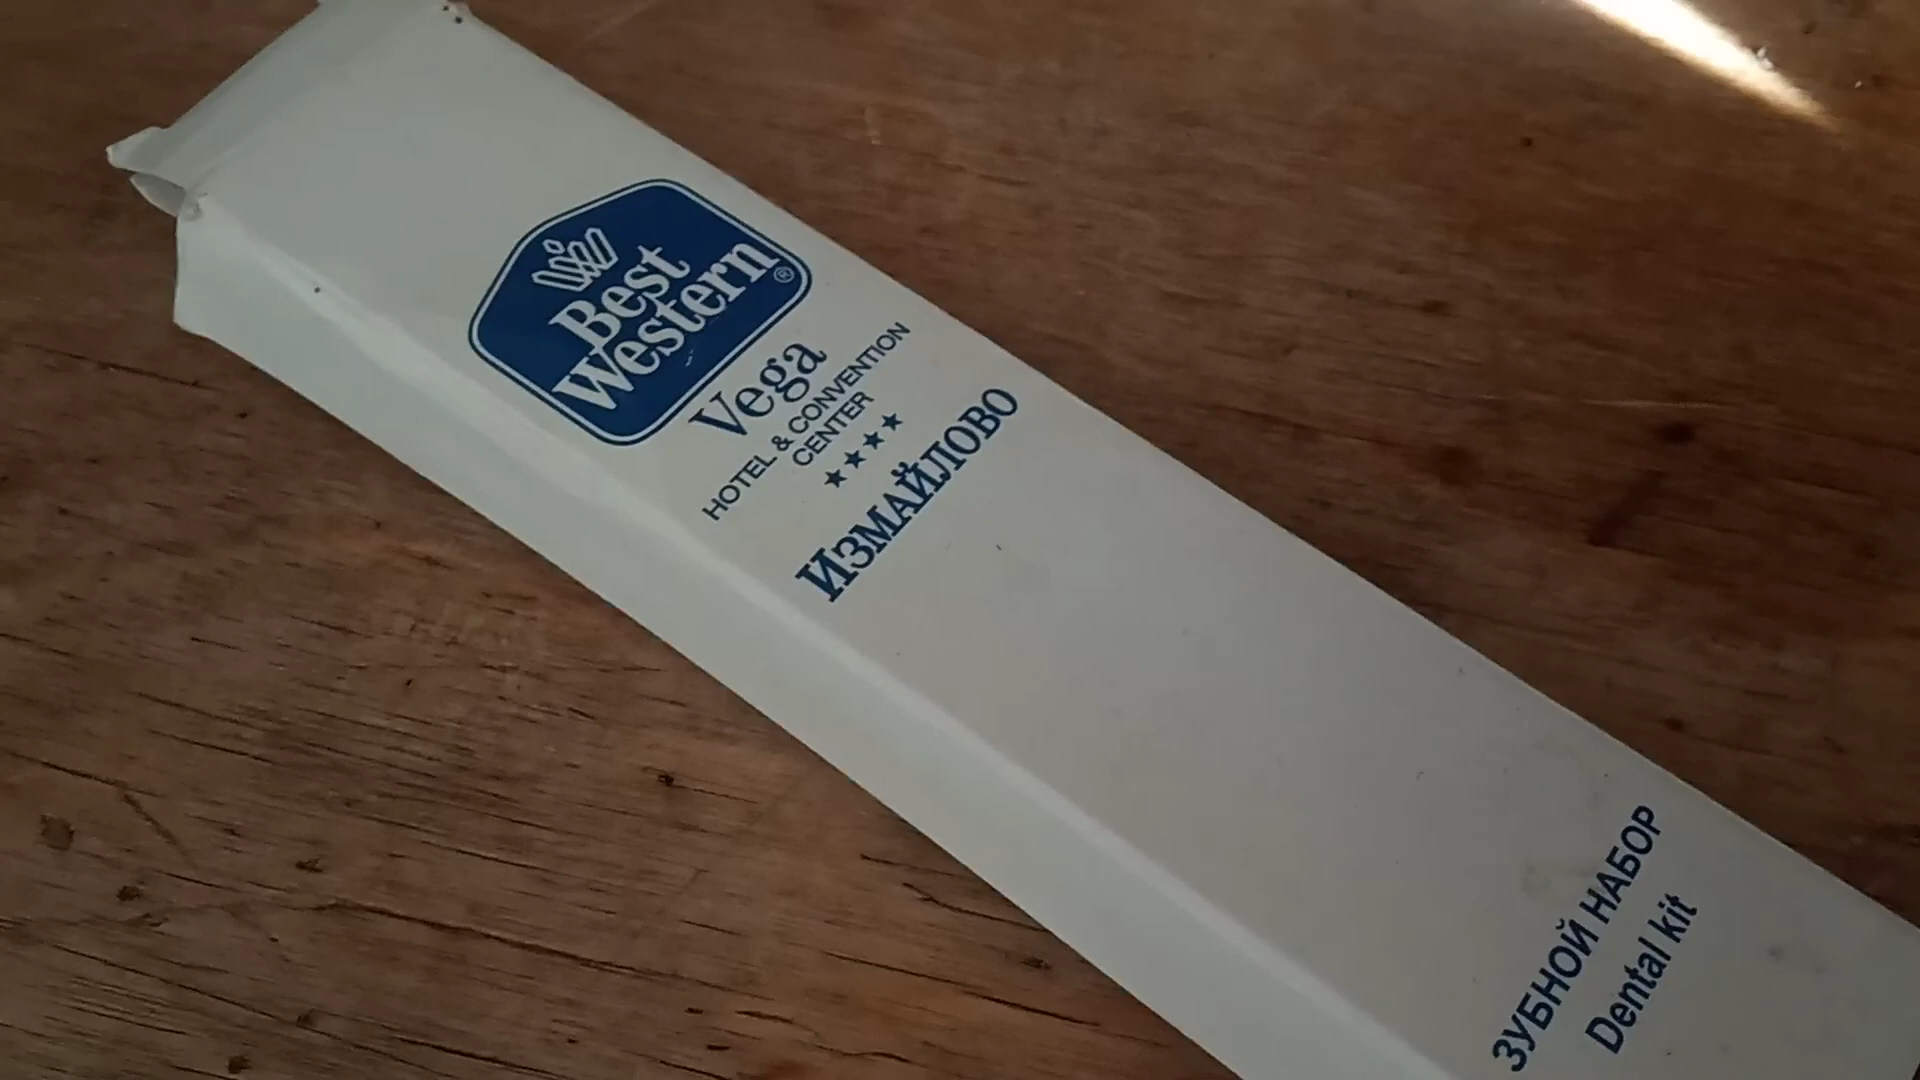 Best
Western®
Vega
HOTEL & CONVENTION
CENTER
★★★★
ИЗМАЙЛОВО
ЗУБНОЙ НАБОР
Dental kit